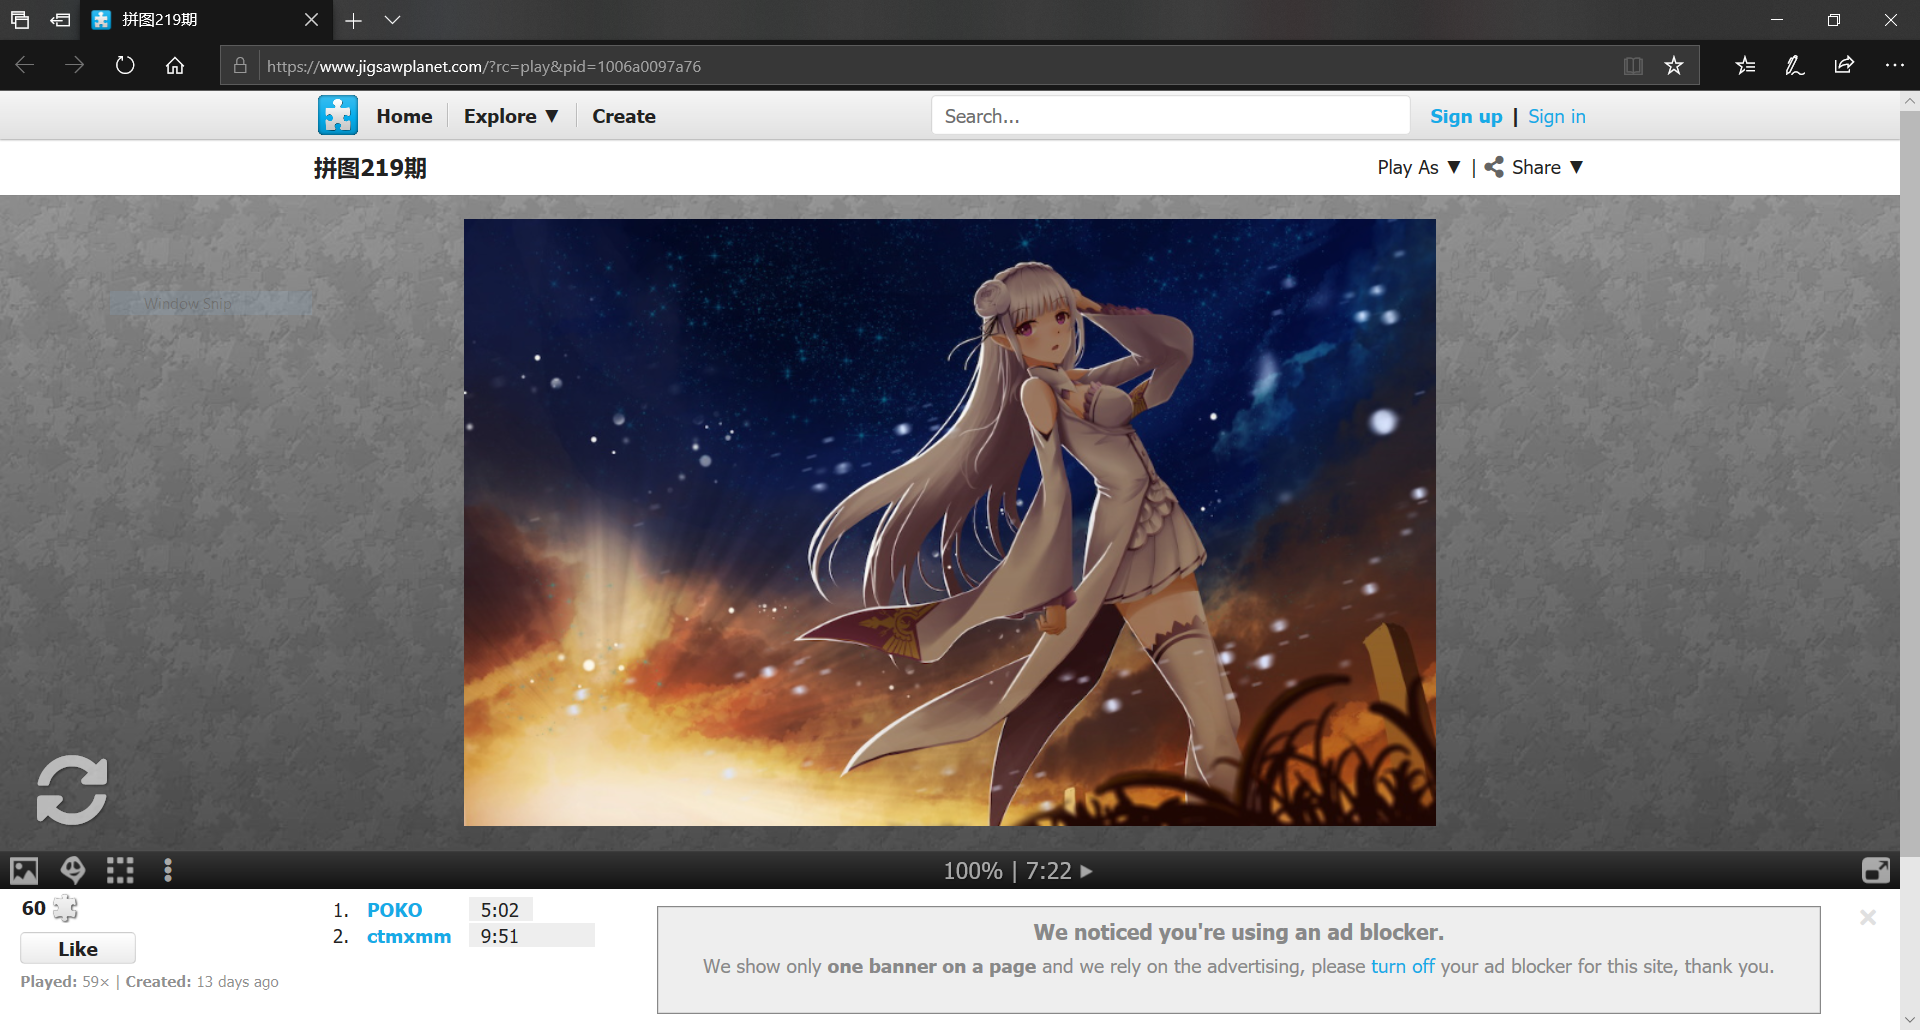 拼图219期
https://www.jigsawplanet.com/?rc=play&pid=1006a0097a76
Home Explore ▼ Create Search... Sign up | Sign in
拼图219期 Play As ▼ | Share ▼
Window Snip
100% | 7:22
60
Like
Played: 59× | Created: 13 days ago
1. POKO 5:02
2. ctmxmm 9:51
We noticed you're using an ad blocker.
We show only one banner on a page and we rely on the advertising, please turn off your ad blocker for this site, thank you.